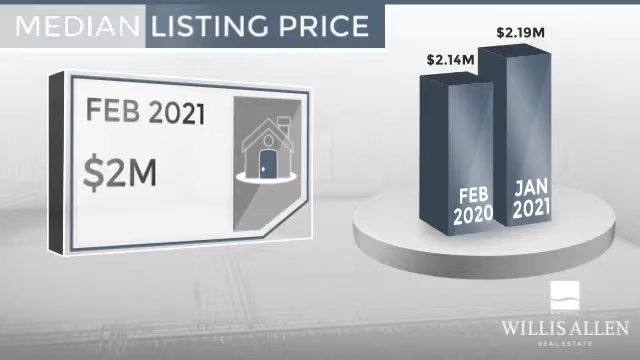 MEDIAN LISTING PRICE
FEB 2021
$2M
$2.14M
$2.19M
FEB
2020
JAN
2021
WILLIS ALLEN
REAL ESTATE